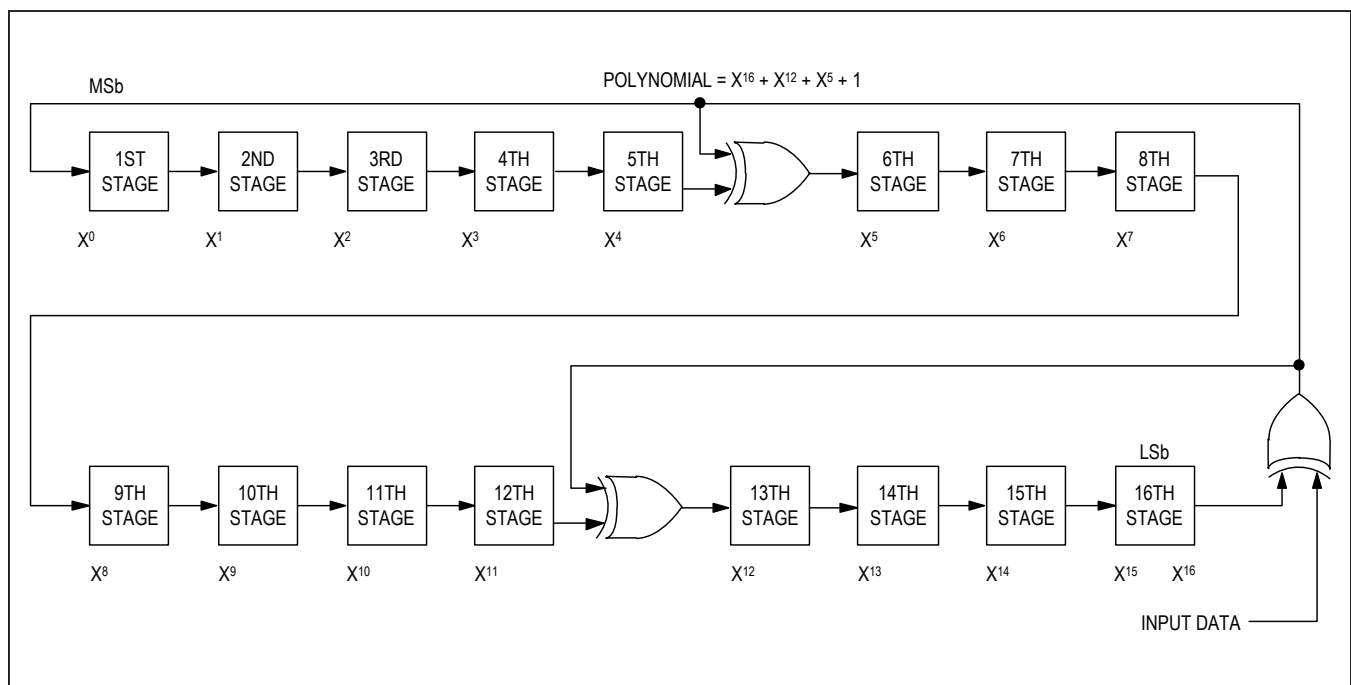 MSb
POLYNOMIAL = X¹⁶ + X¹² + X⁵ + 1
1ST STAGE
2ND STAGE
3RD STAGE
4TH STAGE
5TH STAGE
6TH STAGE
7TH STAGE
8TH STAGE
X⁰
X¹
X²
X³
X⁴
X⁵
X⁶
X⁷
LSb
9TH STAGE
10TH STAGE
11TH STAGE
12TH STAGE
13TH STAGE
14TH STAGE
15TH STAGE
16TH STAGE
X⁸
X⁹
X¹⁰
X¹¹
X¹²
X¹³
X¹⁴
X¹⁵
X¹⁶
INPUT DATA